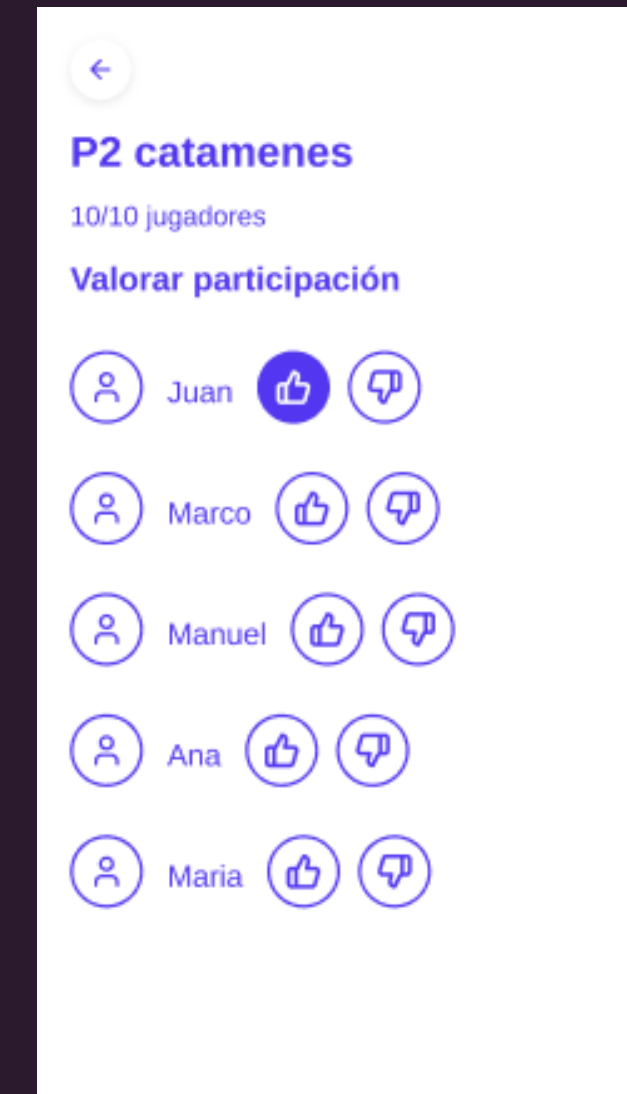 P2 catamenes
10/10 jugadores
Valorar participación
Juan
Marco
Manuel
Ana
Maria